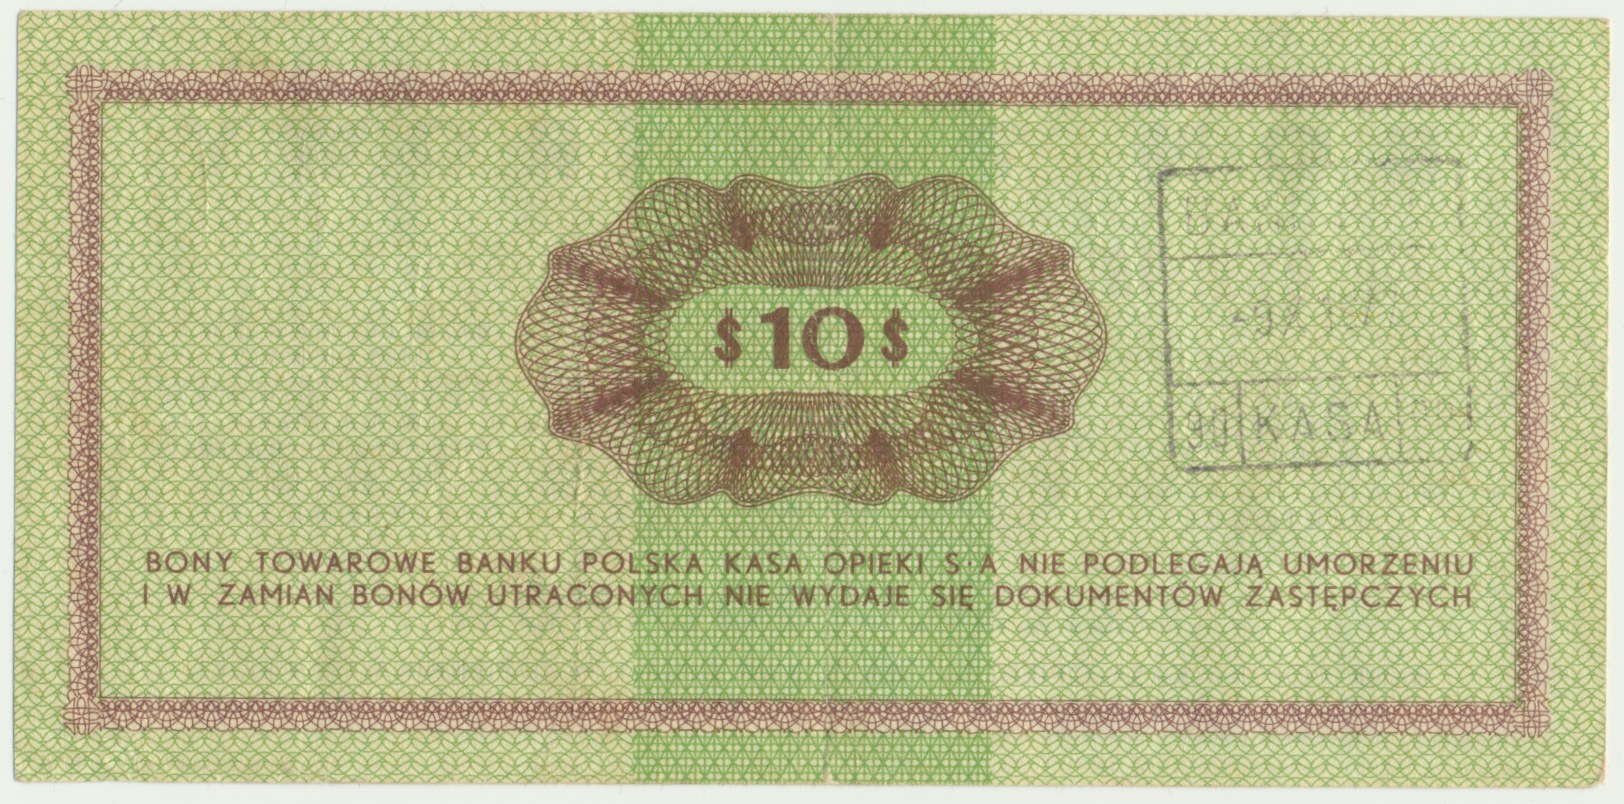 $ 10 $
90 KASA
BONY TOWAROWE BANKU POLSKA KASA OPIEKI S·A NIE PODLEGAJĄ UMORZENIU
I W ZAMIAN BONÓW UTRACONYCH NIE WYDAJE SIĘ DOKUMENTÓW ZASTĘPCZYCH